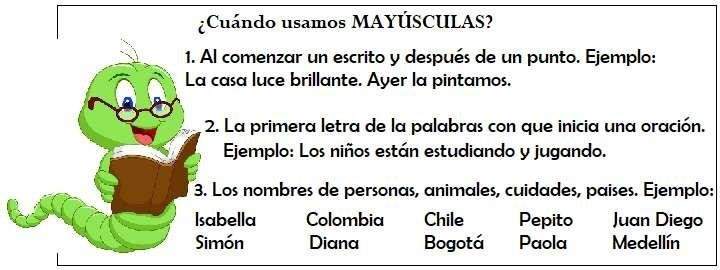 ¿Cuándo usamos MAYÚSCULAS?
1. Al comenzar un escrito y después de un punto. Ejemplo:
La casa luce brillante. Ayer la pintamos.
2. La primera letra de la palabras con que inicia una oración.
Ejemplo: Los niños están estudiando y jugando.
3. Los nombres de personas, animales, cuidades, paises. Ejemplo:
Isabella Colombia Chile Pepito Juan Diego
Simón Diana Bogotá Paola Medellín